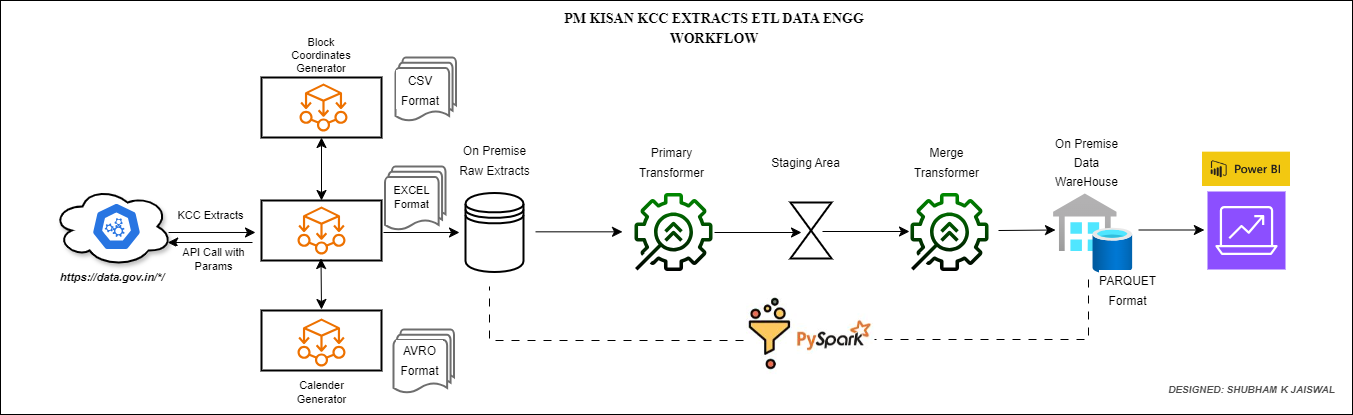 PM KISAN KCC EXTRACTS ETL DATA ENGG
WORKFLOW
Block
Coordinates
Generator
CSV
Format
KCC Extracts
API Call with
Params
https://data.gov.in/*/
EXCEL
Format
On Premise
Raw Extracts
Primary
Transformer
Staging Area
Merge
Transformer
On Premise
Data
WareHouse
PARQUET
Format
Power BI
PySpark
Calender
Generator
AVRO
Format
DESIGNED: SHUBHAM K JAISWAL